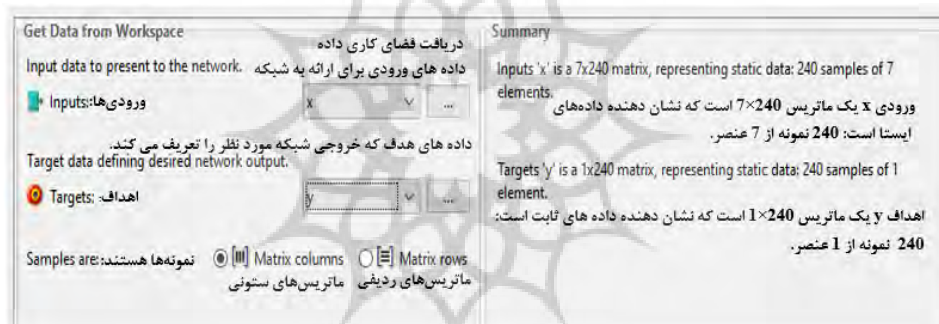 Get Data from Workspace
دریافت فضای کاری داده
Input data to present to the network. داده های ورودی برای ارائه به شبکه
Inputs: ورودی‌ها: x ...
داده های هدف که خروجی شبکه مورد نظر را تعریف می کند.
Target data defining desired network output.
Targets: اهداف: y ...
Samples are: نمونه‌ها هستند: Matrix columns Matrix rows
ماتریس‌های ستونی ماتریس‌های ردیفی
Summary
Inputs 'x' is a 7x240 matrix, representing static data: 240 samples of 7
elements.
ورودی x یک ماتریس 240×7 است که نشان دهنده داده‌های
ایستا است: 240 نمونه از 7 عنصر.
Targets 'y' is a 1x240 matrix, representing static data: 240 samples of 1
element.
اهداف y یک ماتریس 240×1 است که نشان دهنده داده های ثابت است:
240 نمونه از 1 عنصر.